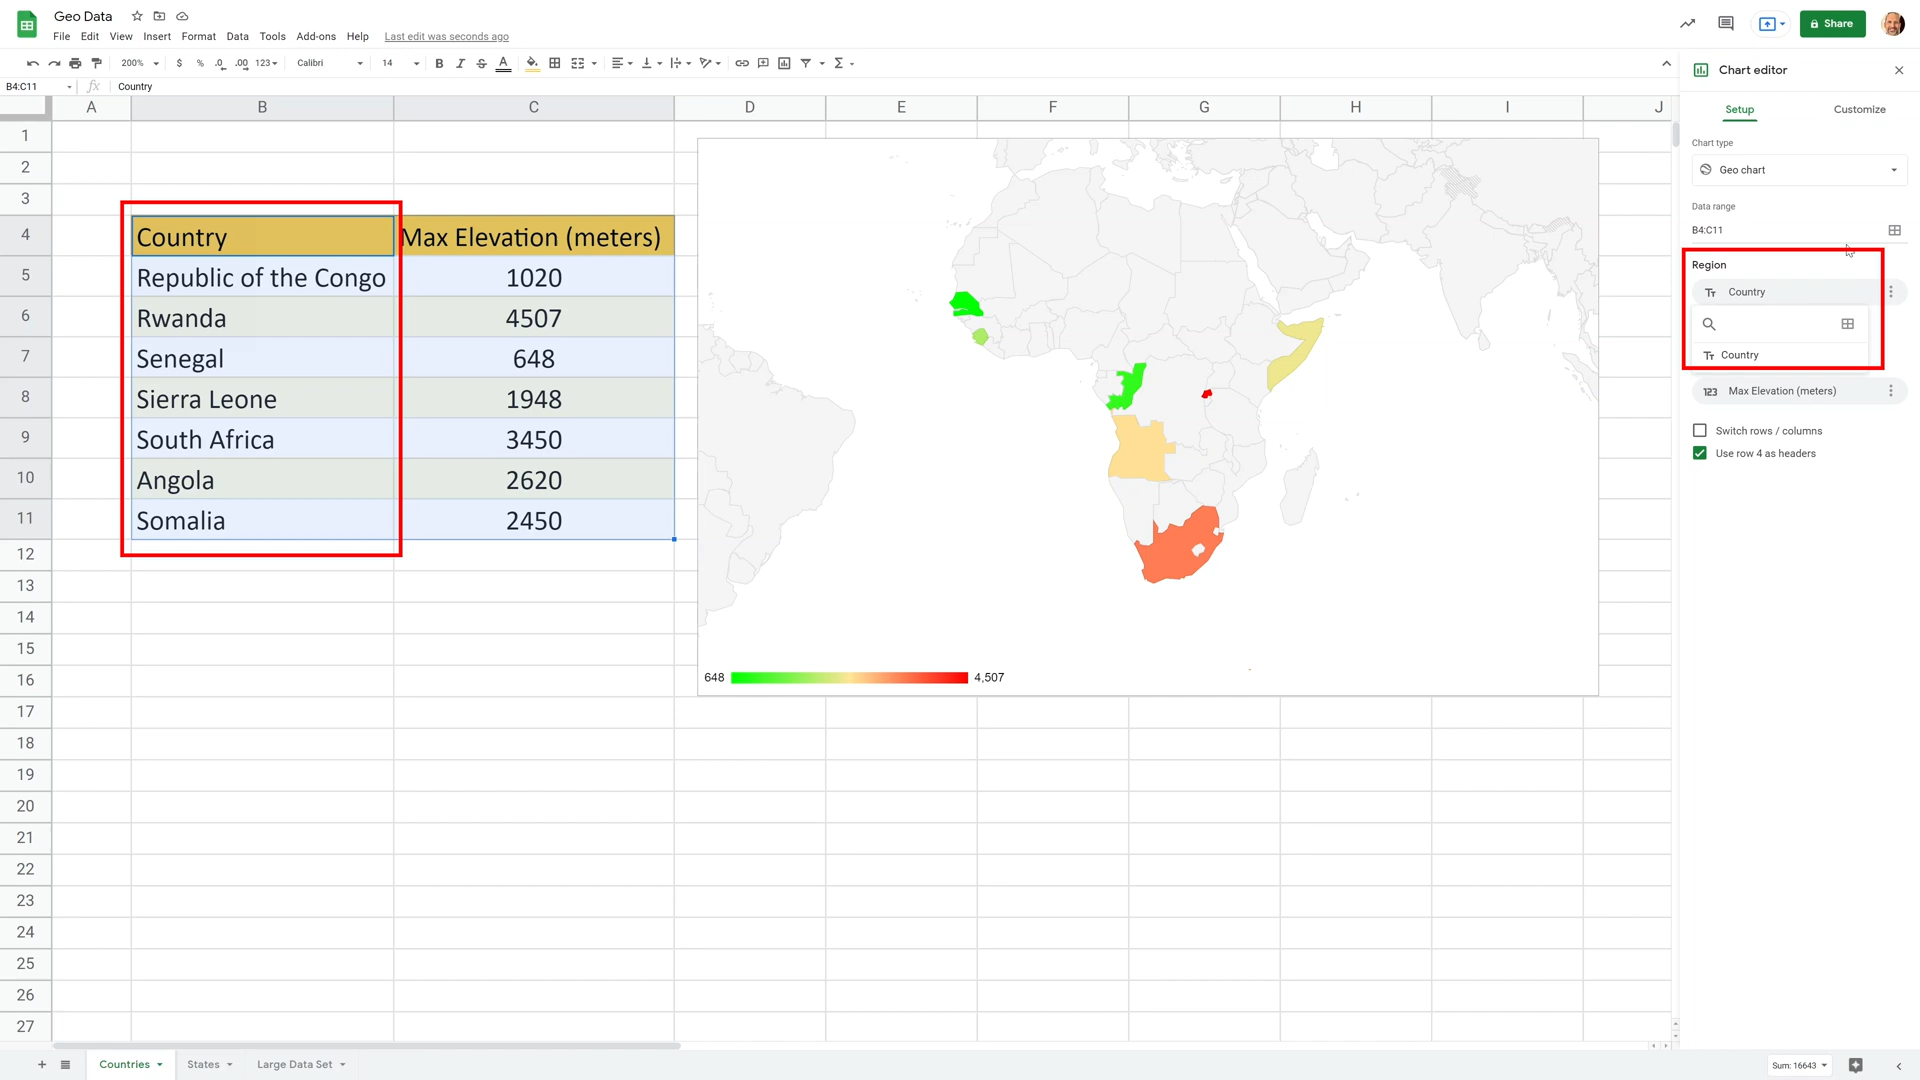 Geo Data
File Edit View Insert Format Data Tools Add-ons Help Last edit was seconds ago
Share
200% $ % .0 .00 123 Calibri 14 B I S A Σ
B4:C11 fx Country
A B C D E F G H I J
1
2
3
4 Country Max Elevation (meters)
5 Republic of the Congo 1020
6 Rwanda 4507
7 Senegal 648
8 Sierra Leone 1948
9 South Africa 3450
10 Angola 2620
11 Somalia 2450
12
13
14
15
16
17
18
19
20
21
22
23
24
25
26
27
648 4,507
Chart editor
Setup Customize
Chart type
Geo chart
Data range
B4:C11
Region
Tт Country
Tт Country
123 Max Elevation (meters)
Switch rows / columns
Use row 4 as headers
Countries States Large Data Set
Sum: 16643